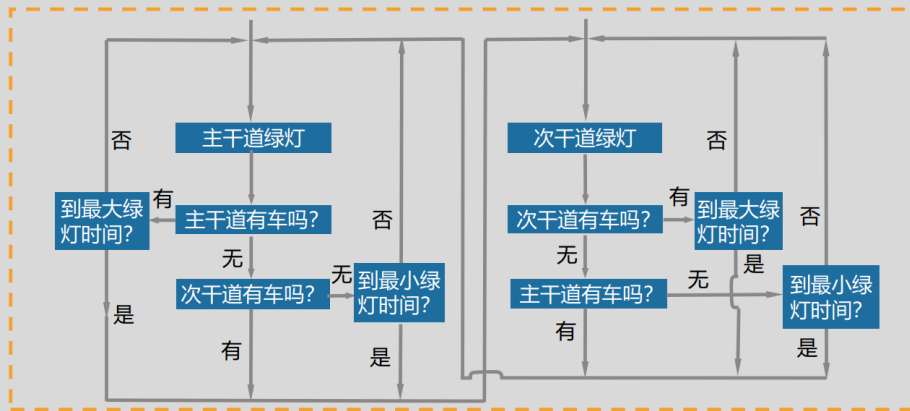 主干道绿灯
次干道绿灯
否
否
有
有
到最大绿
灯时间?
主干道有车吗?
否
次干道有车吗?
到最大绿
灯时间?
否
无
无
无
是
无
次干道有车吗?
到最小绿
灯时间?
主干道有车吗?
到最小绿
灯时间?
是
有
是
有
是